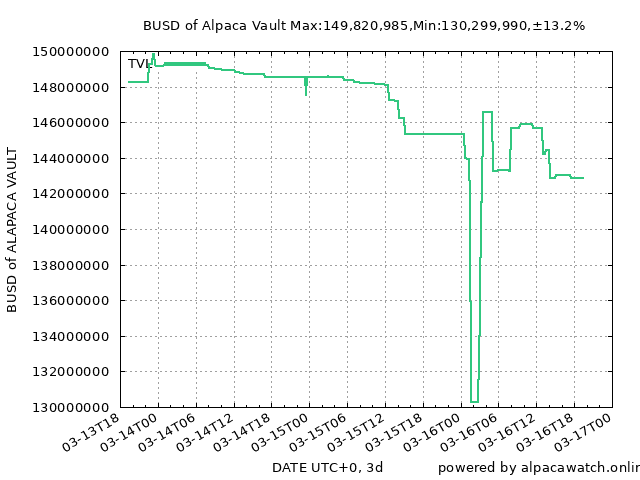 BUSD of Alpaca Vault Max:149,820,985,Min:130,299,990,±13.2%
150000000
TVL
148000000
146000000
144000000
142000000
140000000
138000000
136000000
134000000
132000000
130000000
BUSD of ALAPACA VAULT
03-13T18
03-14T00
03-14T06
03-14T12
03-14T18
03-15T00
03-15T06
03-15T12
03-15T18
03-16T00
03-16T06
03-16T12
03-16T18
03-17T00
DATE UTC+0, 3d
powered by alpacawatch.onlin